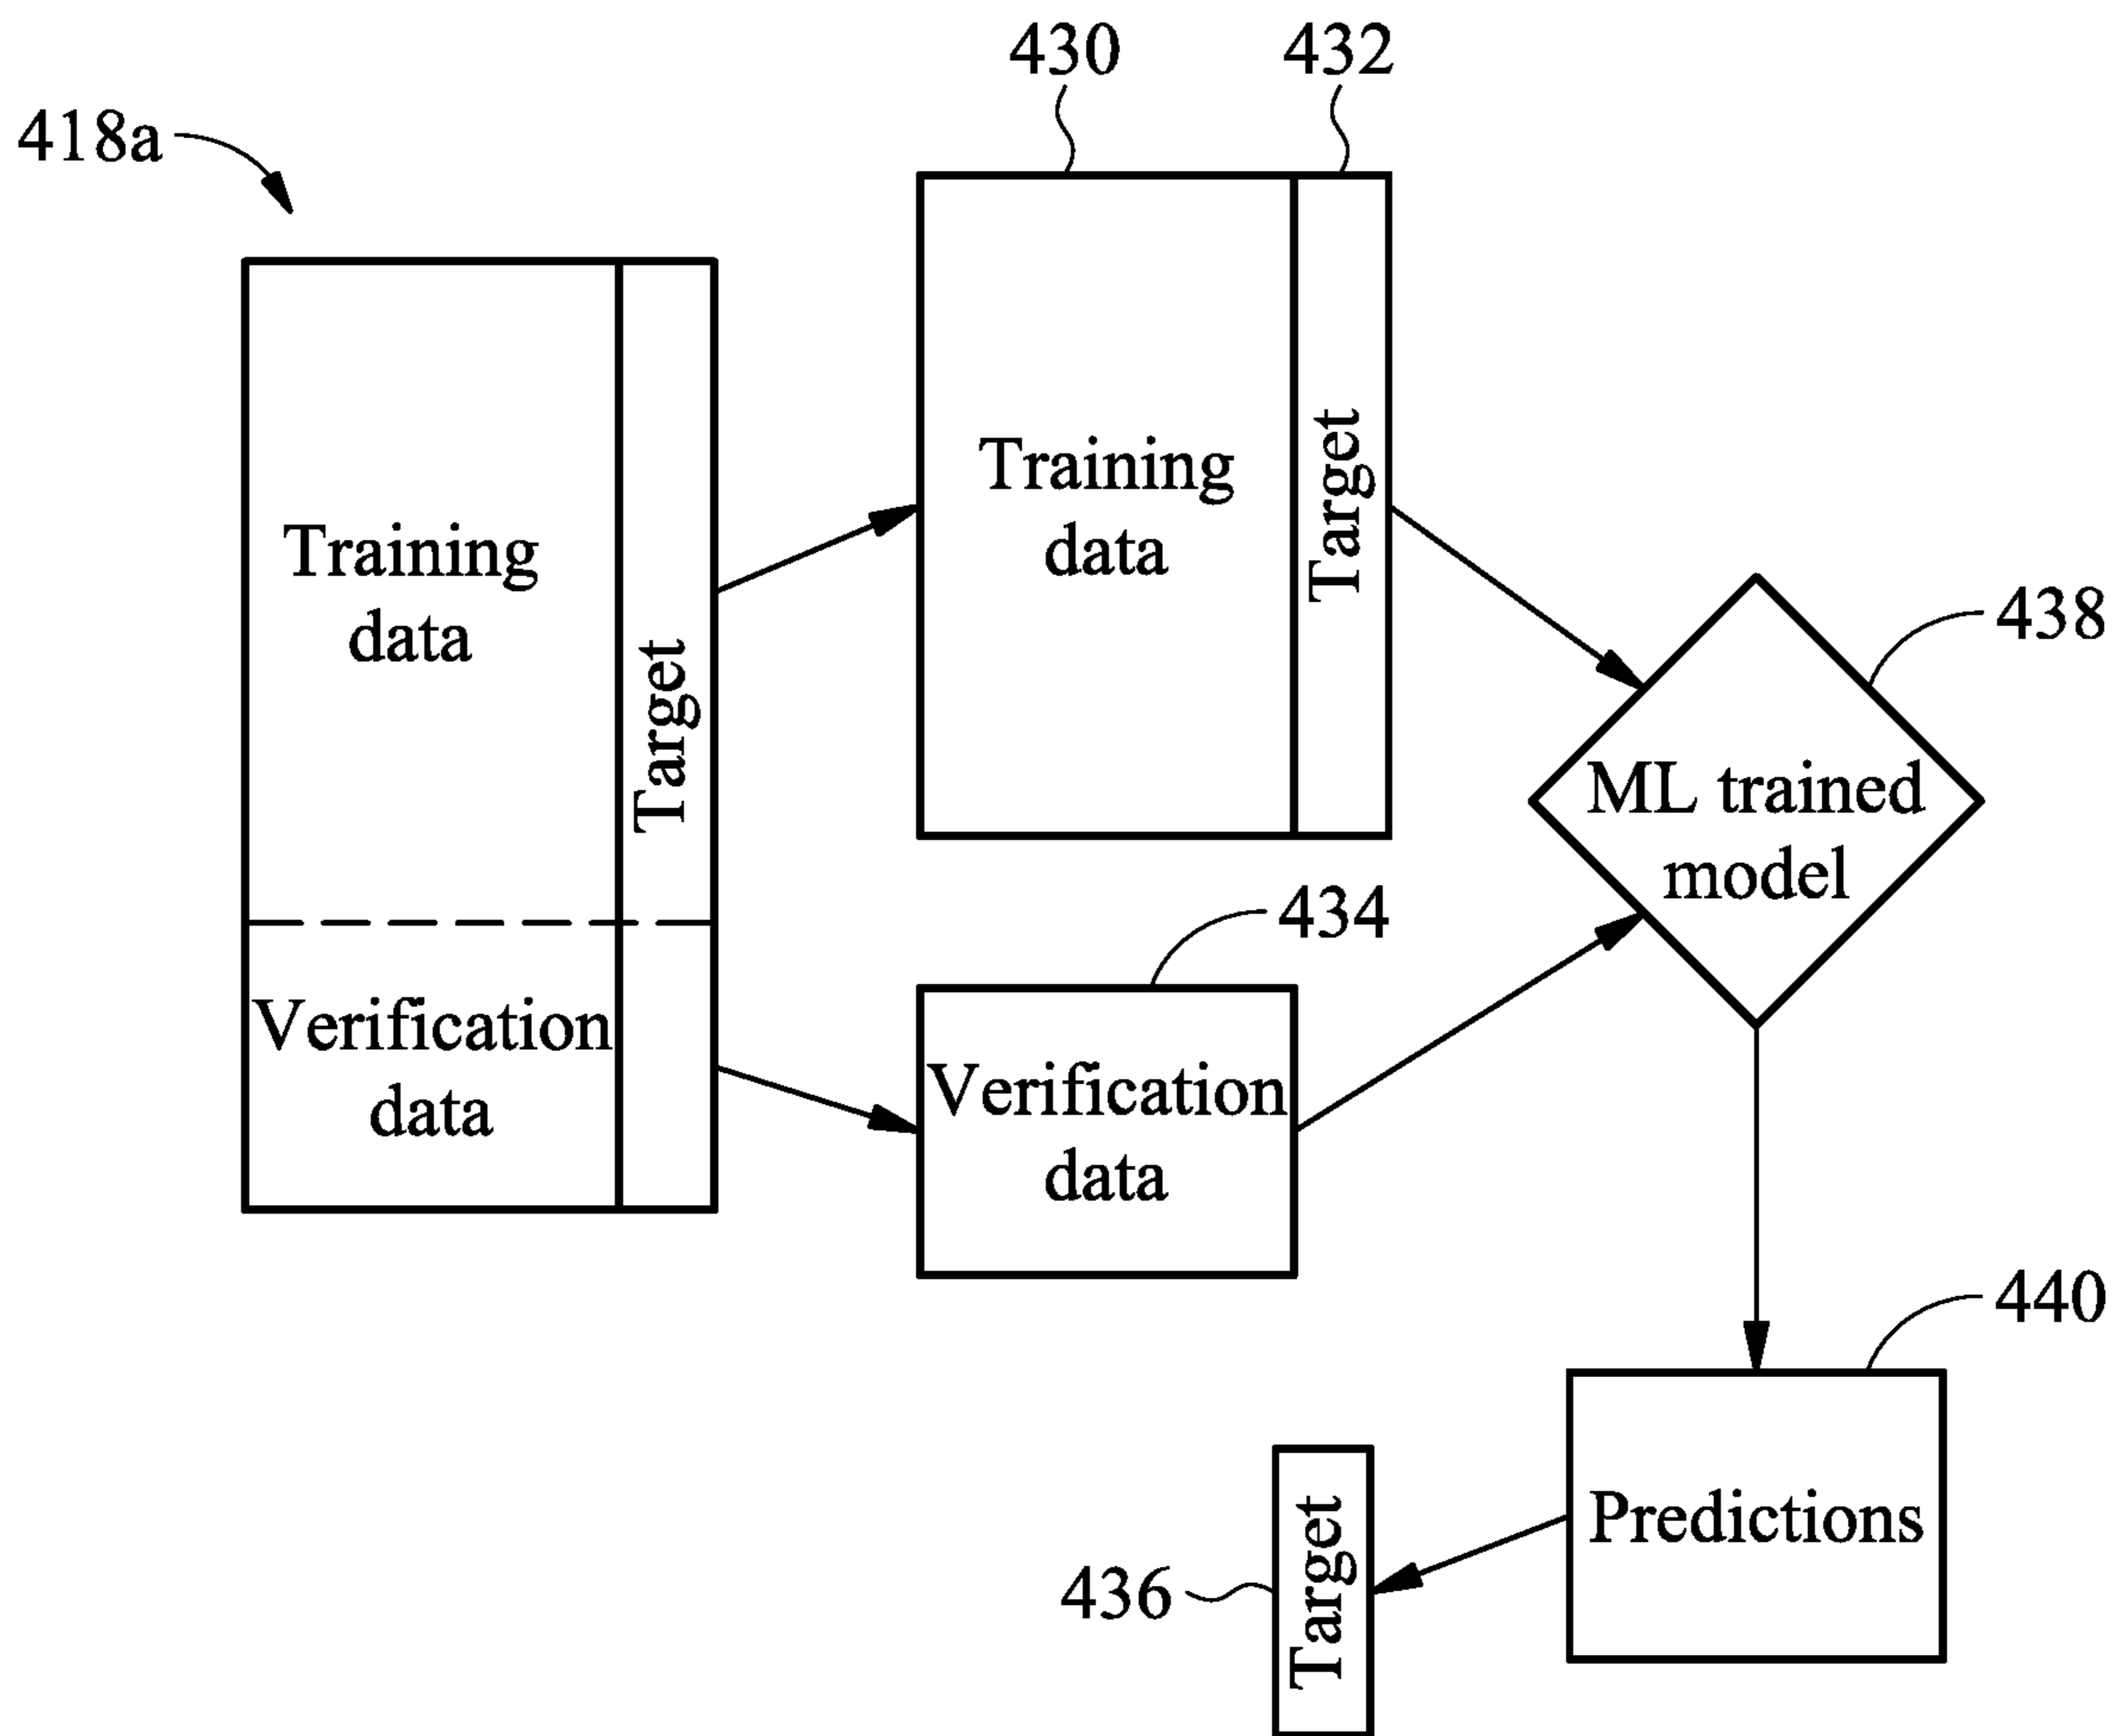 430
432
418a
Training
data
Target
Verification
data
Training
data
Target
434
Verification
data
438
ML trained
model
440
Predictions
436
Target